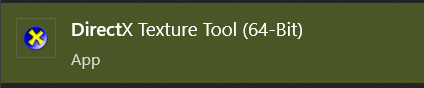 DirectX Texture Tool (64-Bit)
App